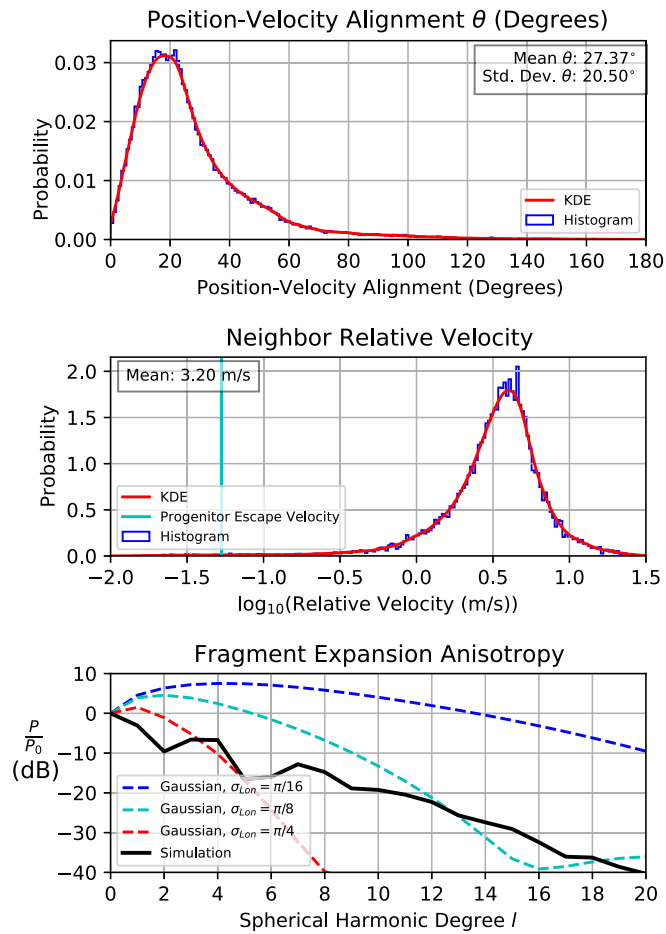 Position-Velocity Alignment θ (Degrees)
Mean θ: 27.37°
Std. Dev. θ: 20.50°
Probability
0.03
0.02
0.01
0.00
KDE
Histogram
0 20 40 60 80 100 120 140 160 180
Position-Velocity Alignment (Degrees)
Neighbor Relative Velocity
Mean: 3.20 m/s
Probability
2.0
1.5
1.0
0.5
0.0
KDE
Progenitor Escape Velocity
Histogram
−2.0 −1.5 −1.0 −0.5 0.0 0.5 1.0 1.5
log₁₀(Relative Velocity (m/s))
Fragment Expansion Anisotropy
P/P₀
(dB)
10
0
−10
−20
−30
−40
Gaussian, σ_Lon = π/16
Gaussian, σ_Lon = π/8
Gaussian, σ_Lon = π/4
Simulation
0 2 4 6 8 10 12 14 16 18 20
Spherical Harmonic Degree l